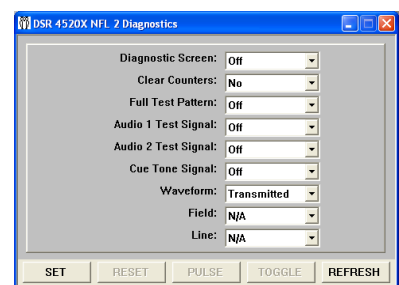 DSR 4520X NFL 2 Diagnostics
Diagnostic Screen: Off
Clear Counters: No
Full Test Pattern: Off
Audio 1 Test Signal: Off
Audio 2 Test Signal: Off
Cue Tone Signal: Off
Waveform: Transmitted
Field: N/A
Line: N/A
SET RESET PULSE TOGGLE REFRESH